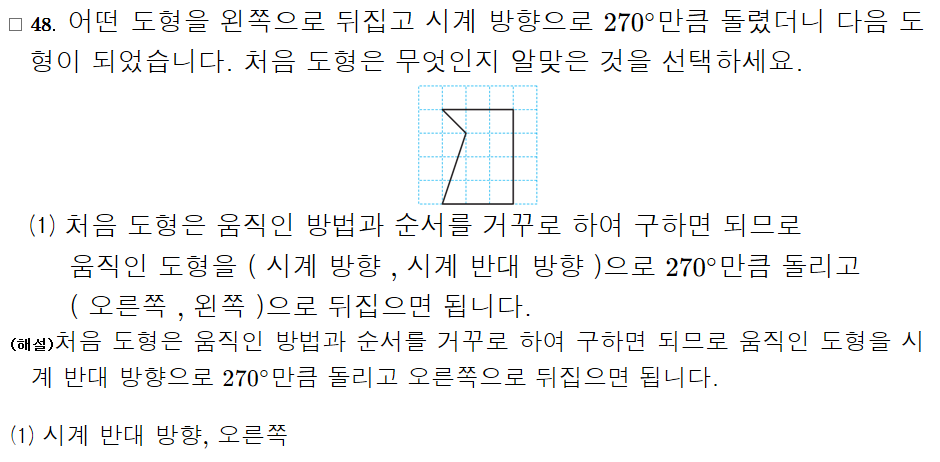 □ 48. 어떤 도형을 왼쪽으로 뒤집고 시계 방향으로 270°만큼 돌렸더니 다음 도
형이 되었습니다. 처음 도형은 무엇인지 알맞은 것을 선택하세요.
(1) 처음 도형은 움직인 방법과 순서를 거꾸로 하여 구하면 되므로
움직인 도형을 ( 시계 방향 , 시계 반대 방향 )으로 270°만큼 돌리고
( 오른쪽 , 왼쪽 )으로 뒤집으면 됩니다.
(해설)처음 도형은 움직인 방법과 순서를 거꾸로 하여 구하면 되므로 움직인 도형을 시
계 반대 방향으로 270°만큼 돌리고 오른쪽으로 뒤집으면 됩니다.
(1) 시계 반대 방향, 오른쪽